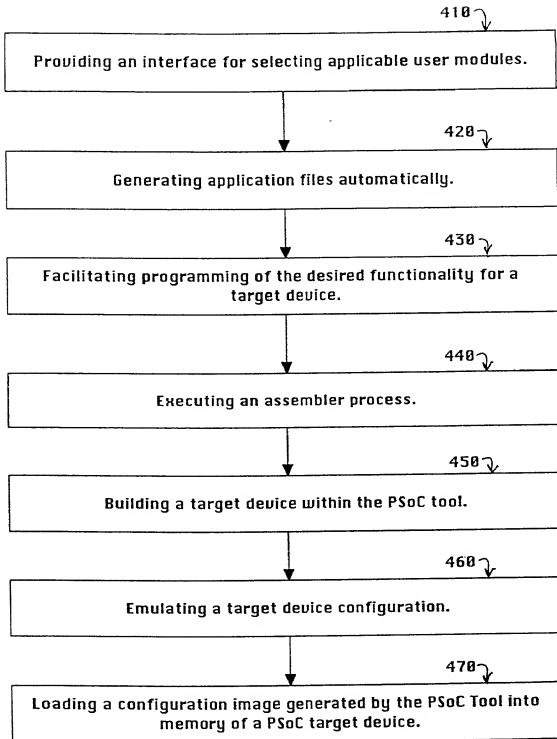 410
Providing an interface for selecting applicable user modules.
420
Generating application files automatically.
430
Facilitating programming of the desired functionality for a
target device.
440
Executing an assembler process.
450
Building a target device within the PSoC tool.
460
Emulating a target device configuration.
470
Loading a configuration image generated by the PSoC Tool into
memory of a PSoC target device.